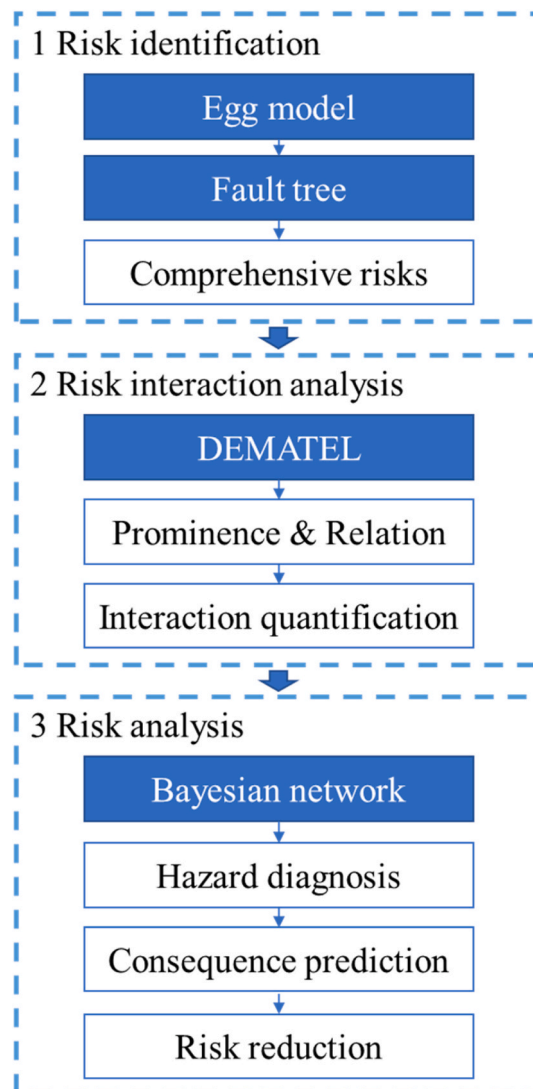 1 Risk identification
Egg model
Fault tree
Comprehensive risks
2 Risk interaction analysis
DEMATEL
Prominence & Relation
Interaction quantification
3 Risk analysis
Bayesian network
Hazard diagnosis
Consequence prediction
Risk reduction